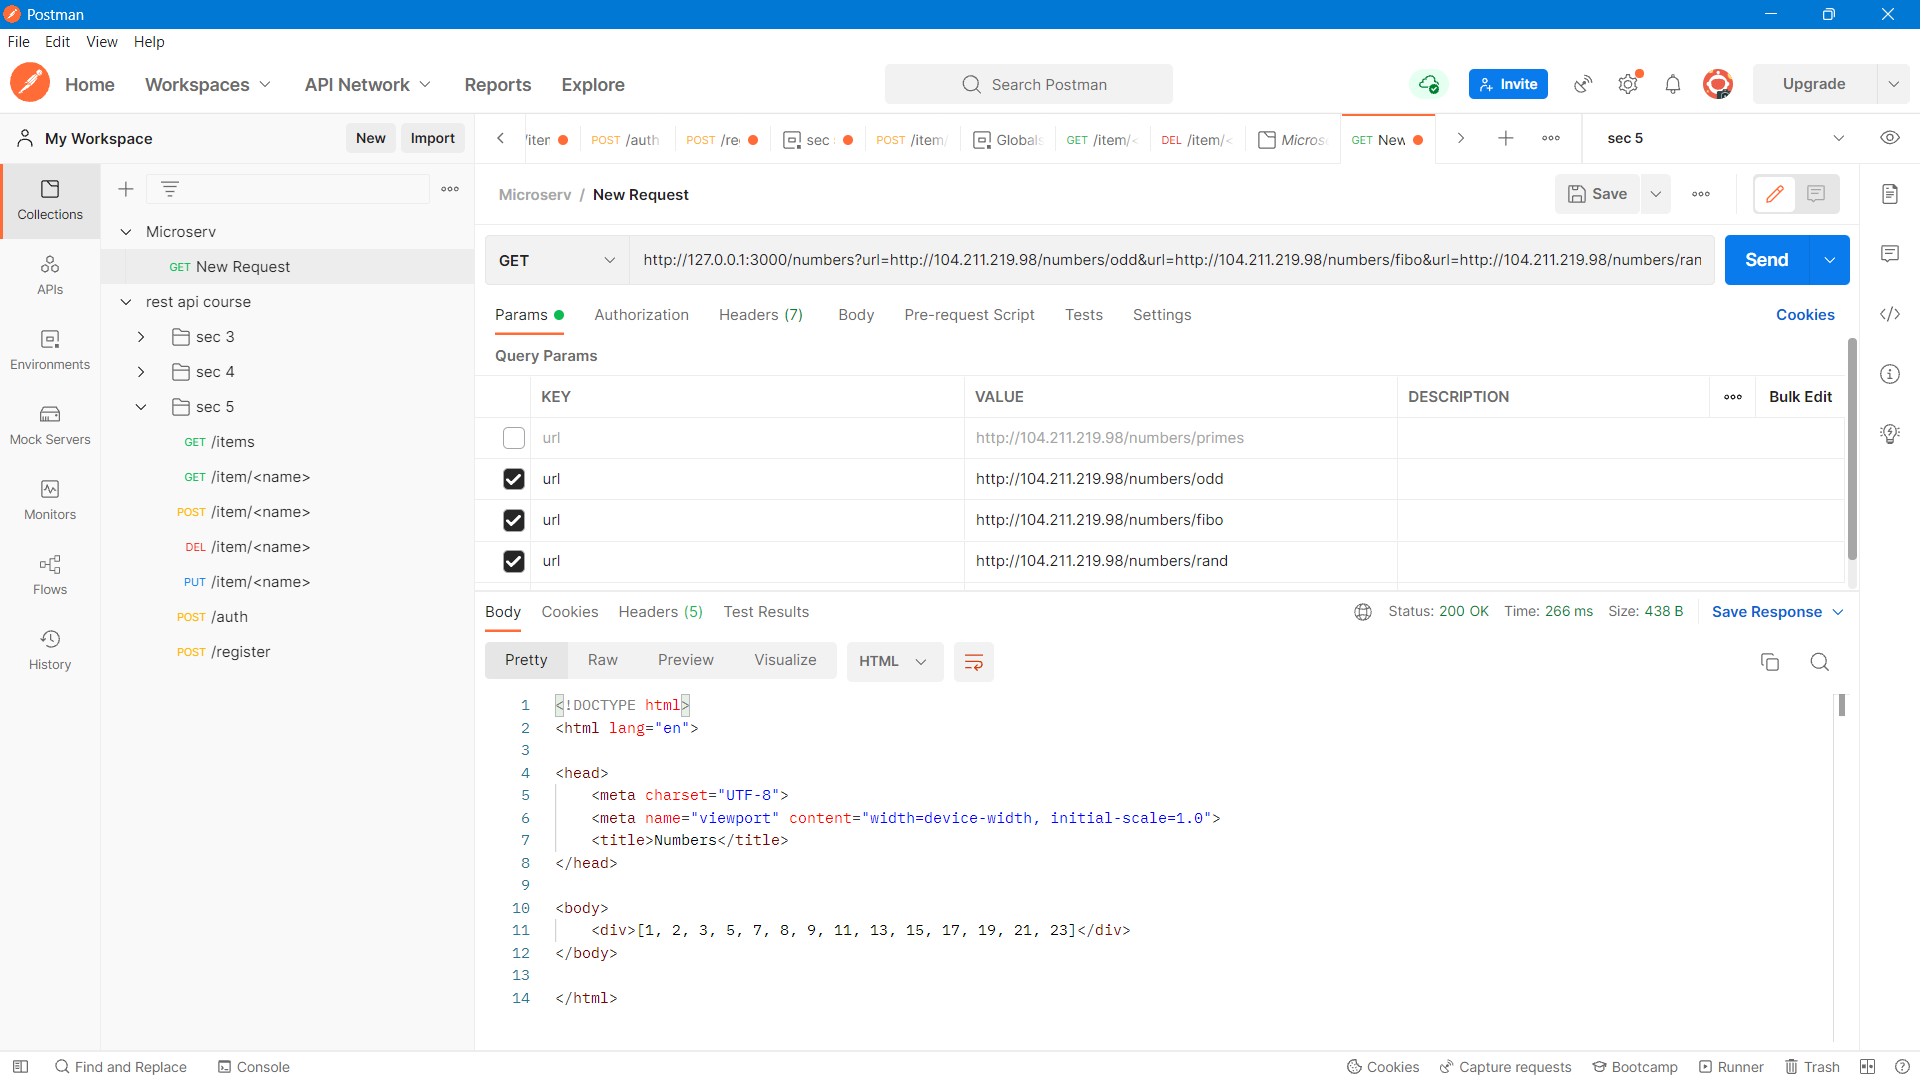 Postman
File Edit View Help
Home Workspaces API Network Reports Explore Search Postman Invite Upgrade
My Workspace New Import
/iten POST /auth POST /re sec POST /item/ Globals GET /item/< DEL /item/< Micros GET New sec 5
Microserv / New Request Save
Collections
APIs
Environments
Mock Servers
Monitors
Flows
History
Microserv
GET New Request
rest api course
sec 3
sec 4
sec 5
GET /items
GET /item/<name>
POST /item/<name>
DEL /item/<name>
PUT /item/<name>
POST /auth
POST /register
GET http://127.0.0.1:3000/numbers?url=http://104.211.219.98/numbers/odd&url=http://104.211.219.98/numbers/fibo&url=http://104.211.219.98/numbers/ran Send
Params Authorization Headers (7) Body Pre-request Script Tests Settings Cookies
Query Params
KEY VALUE DESCRIPTION Bulk Edit
url http://104.211.219.98/numbers/primes
url http://104.211.219.98/numbers/odd
url http://104.211.219.98/numbers/fibo
url http://104.211.219.98/numbers/rand
Body Cookies Headers (5) Test Results Status: 200 OK Time: 266 ms Size: 438 B Save Response
Pretty Raw Preview Visualize HTML
1 <!DOCTYPE html>
2 <html lang="en">
3
4 <head>
5 <meta charset="UTF-8">
6 <meta name="viewport" content="width=device-width, initial-scale=1.0">
7 <title>Numbers</title>
8 </head>
9
10 <body>
11 <div>[1, 2, 3, 5, 7, 8, 9, 11, 13, 15, 17, 19, 21, 23]</div>
12 </body>
13
14 </html>
Find and Replace Console Cookies Capture requests Bootcamp Runner Trash